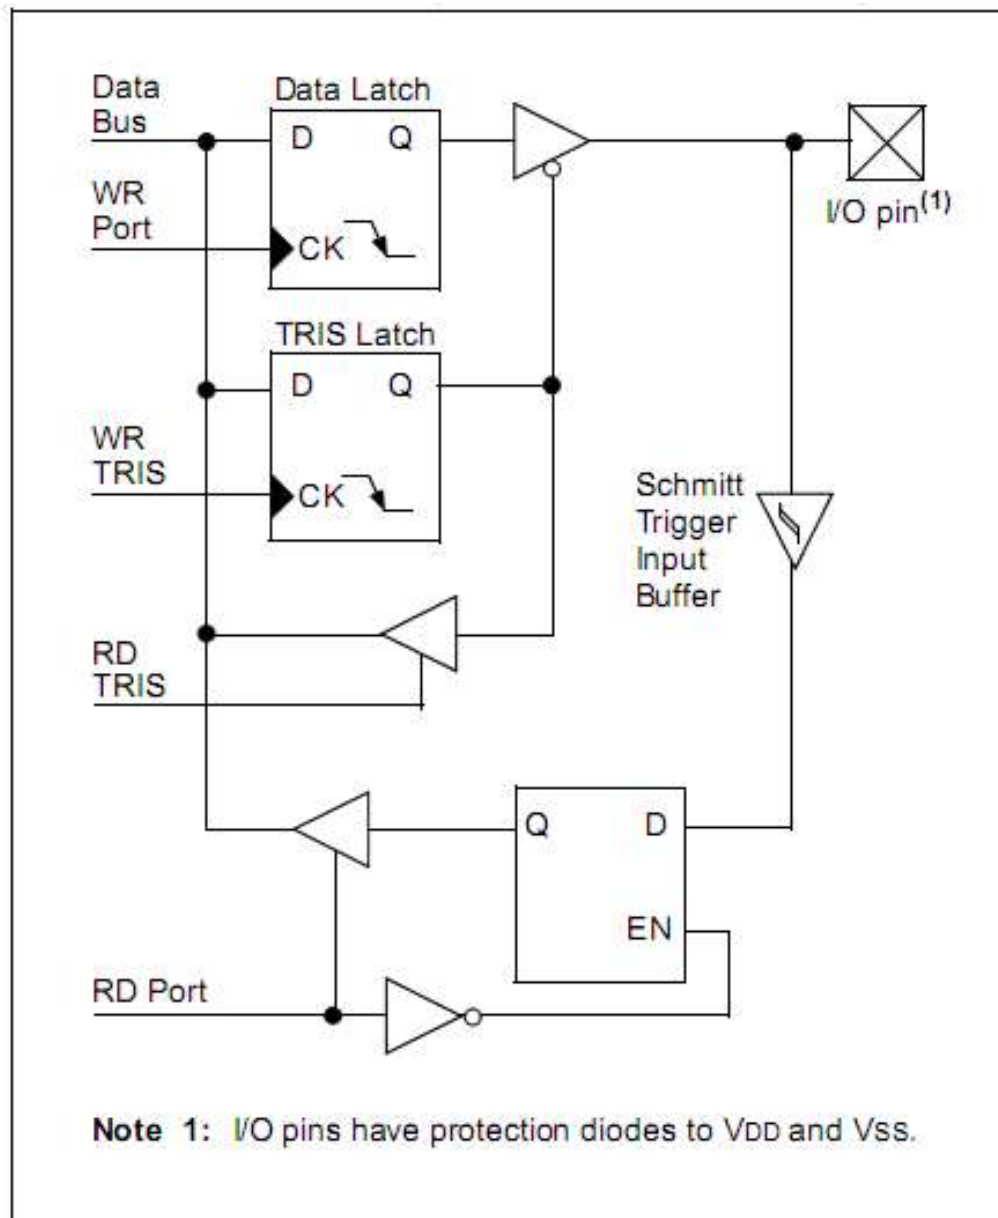 Data
Bus
Data Latch
D Q
WR
Port
CK
I/O pin(1)
TRIS Latch
D Q
WR
TRIS
CK
Schmitt
Trigger
Input
Buffer
RD
TRIS
Q D
EN
RD Port
Note 1: I/O pins have protection diodes to VDD and VSS.